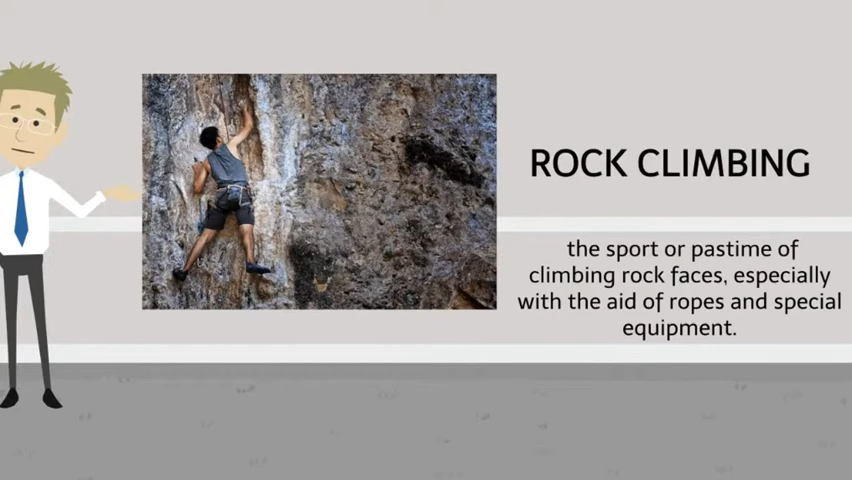 ROCK CLIMBING
the sport or pastime of
climbing rock faces, especially
with the aid of ropes and special
equipment.